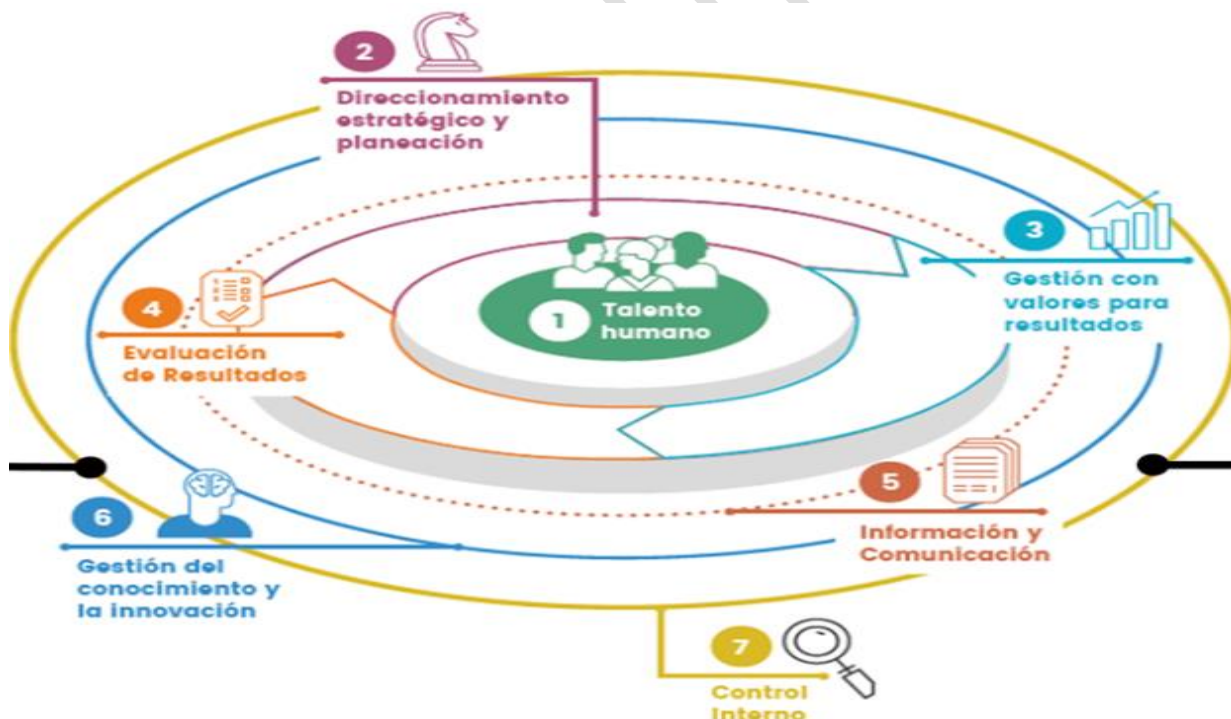 2
Direccionamiento
estratégico y
planeación
3
Gestión con
valores para
resultados
1
Talento
humano
4
Evaluación
de Resultados
5
Información y
Comunicación
6
Gestión del
conocimiento y
la innovación
7
Control
Interno